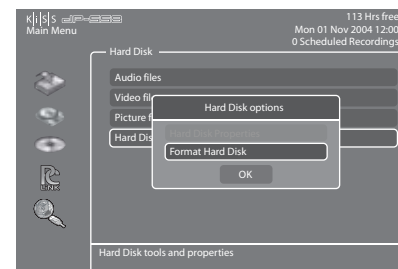 KISS DP-558
Main Menu
113 Hrs free
Mon 01 Nov 2004 12:00
0 Scheduled Recordings
Hard Disk
Audio files
Video fil
Picture f
Hard Dis
Hard Disk options
Hard Disk Properties
Format Hard Disk
OK
PC
LINK
Hard Disk tools and properties